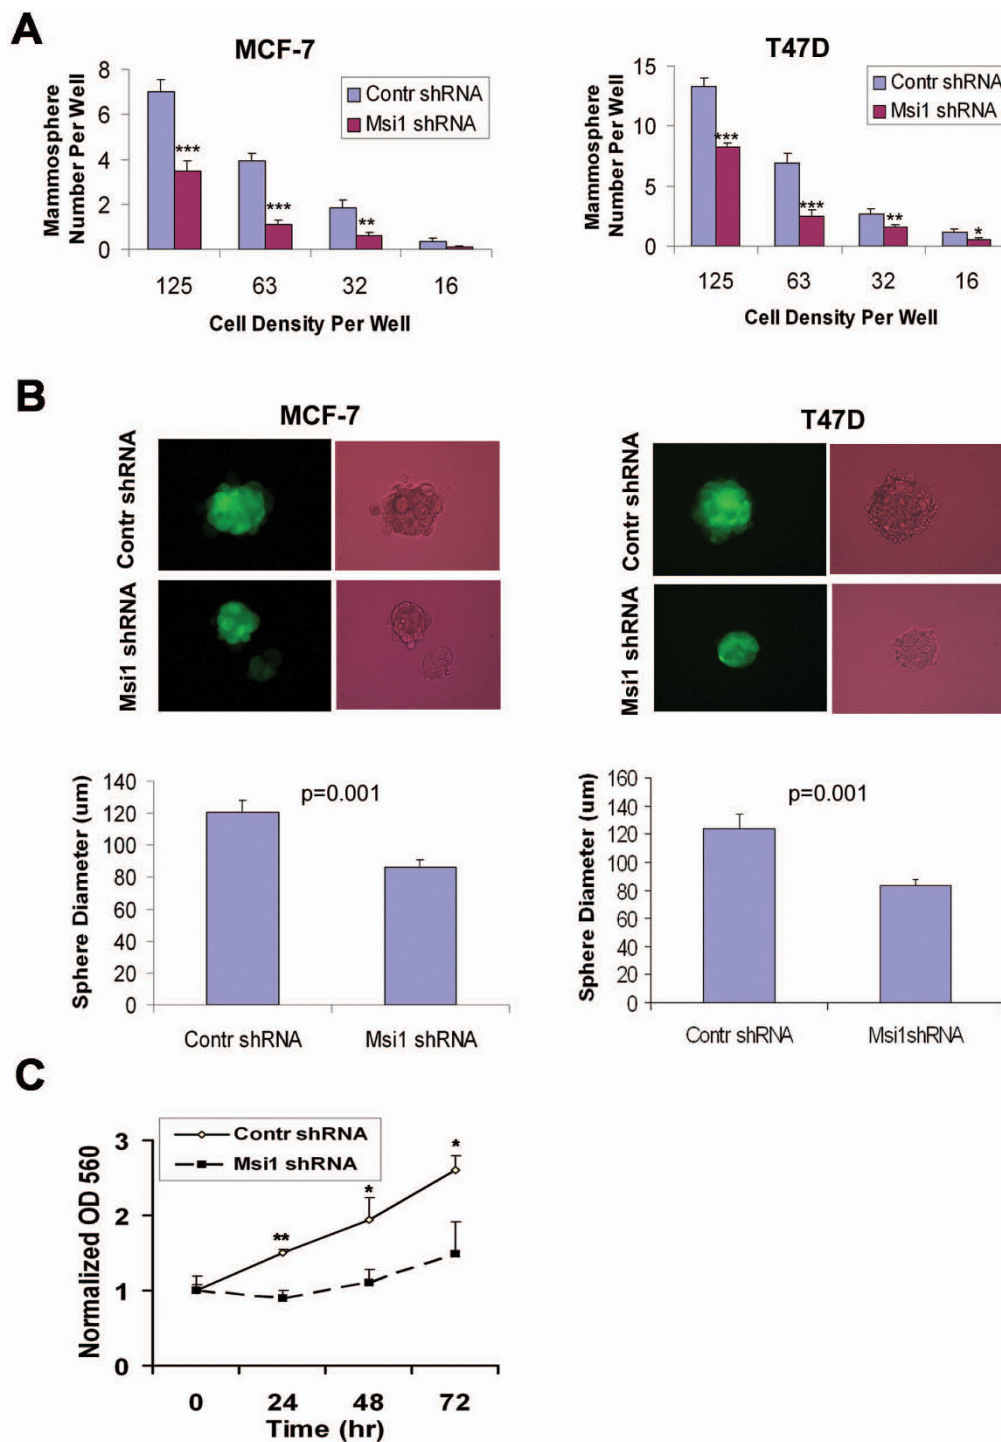 A
MCF-7
T47D
Mammosphere
Number Per Well
8
6
4
2
0
Contr shRNA
Msi1 shRNA
***
***
**
125
63
32
16
Cell Density Per Well
Mammosphere
Number Per Well
15
10
5
0
Contr shRNA
Msi1 shRNA
***
***
**
*
125
63
32
16
Cell Density Per Well
B
MCF-7
T47D
Contr shRNA
Msi1 shRNA
Contr shRNA
Msi1 shRNA
Sphere Diameter (um)
140
120
100
80
60
40
20
0
p=0.001
Contr shRNA
Msi1 shRNA
Sphere Diameter (um)
160
140
120
100
80
60
40
20
0
p=0.001
Contr shRNA
Msi1shRNA
C
Normalized OD 560
3
2
1
0
Contr shRNA
Msi1 shRNA
**
*
*
0
24
48
72
Time (hr)